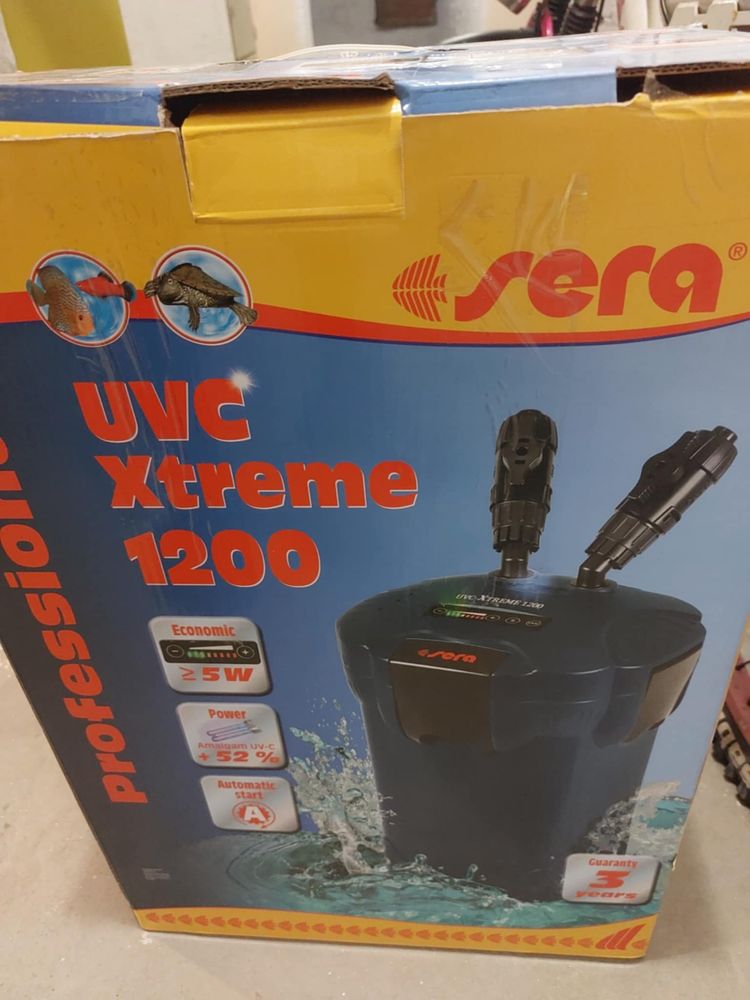 sera®
UVC
Xtreme
1200
professional
Economic
≥ 5 W
Power
Amalgam UV-C
+ 52 %
Automatic
start
A
UVC XTREME 1200
sera
Guaranty
3
years